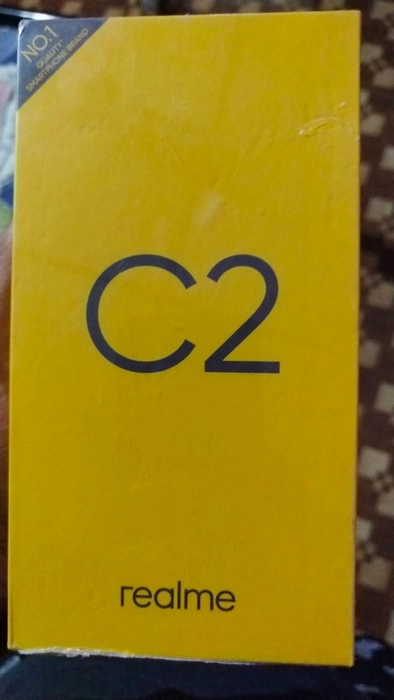 NO.1
QUALITY*
SMARTPHONE BRAND
C2
realme